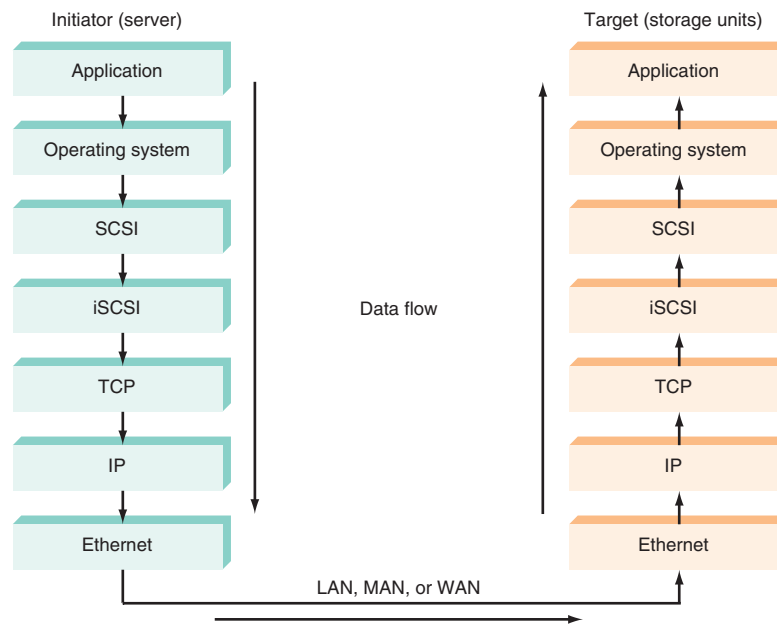 Initiator (server)
Target (storage units)
Application
Application
Operating system
Operating system
SCSI
SCSI
iSCSI
Data flow
iSCSI
TCP
TCP
IP
IP
Ethernet
Ethernet
LAN, MAN, or WAN